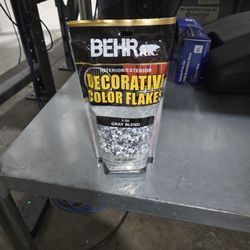 BEHR
INTERIOR/EXTERIOR
DECORATIVE
COLOR FLAKES
GRAY BLEND